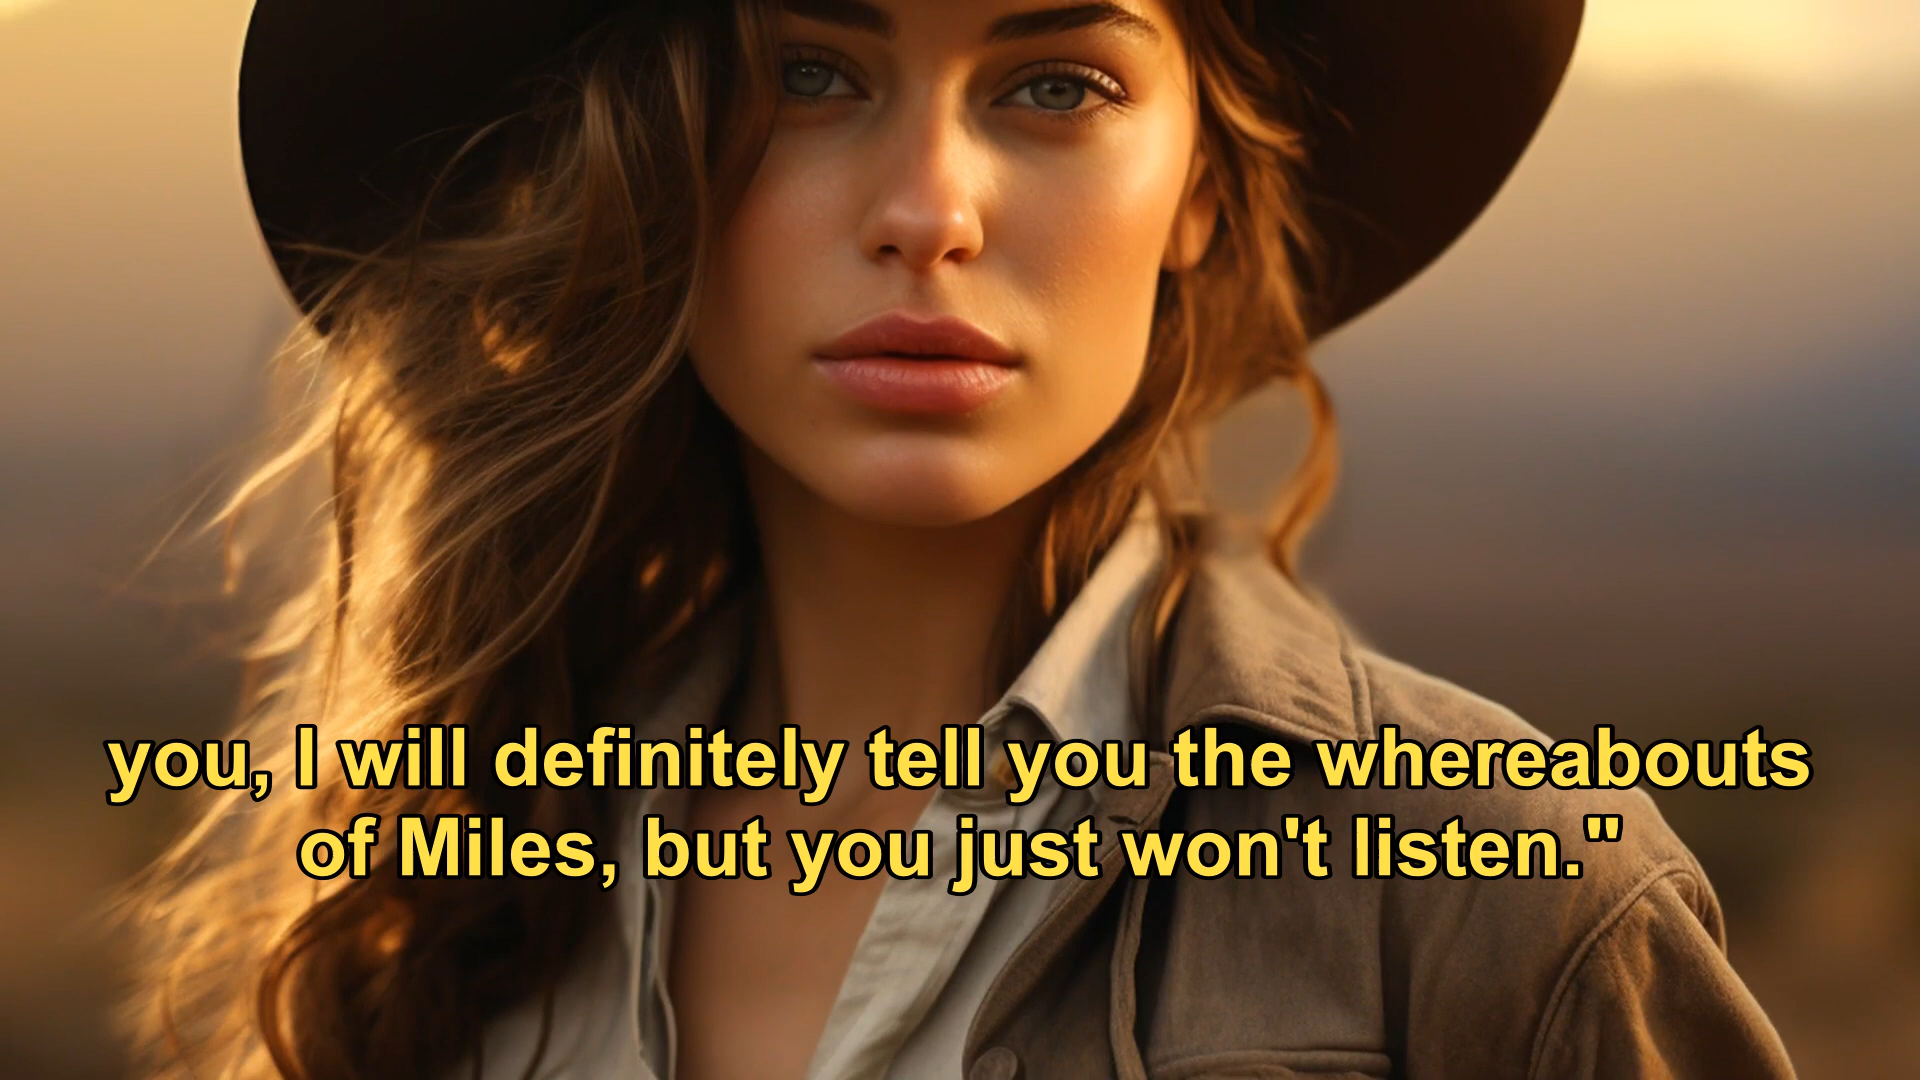 you, I will definitely tell you the whereabouts
of Miles, but you just won't listen."